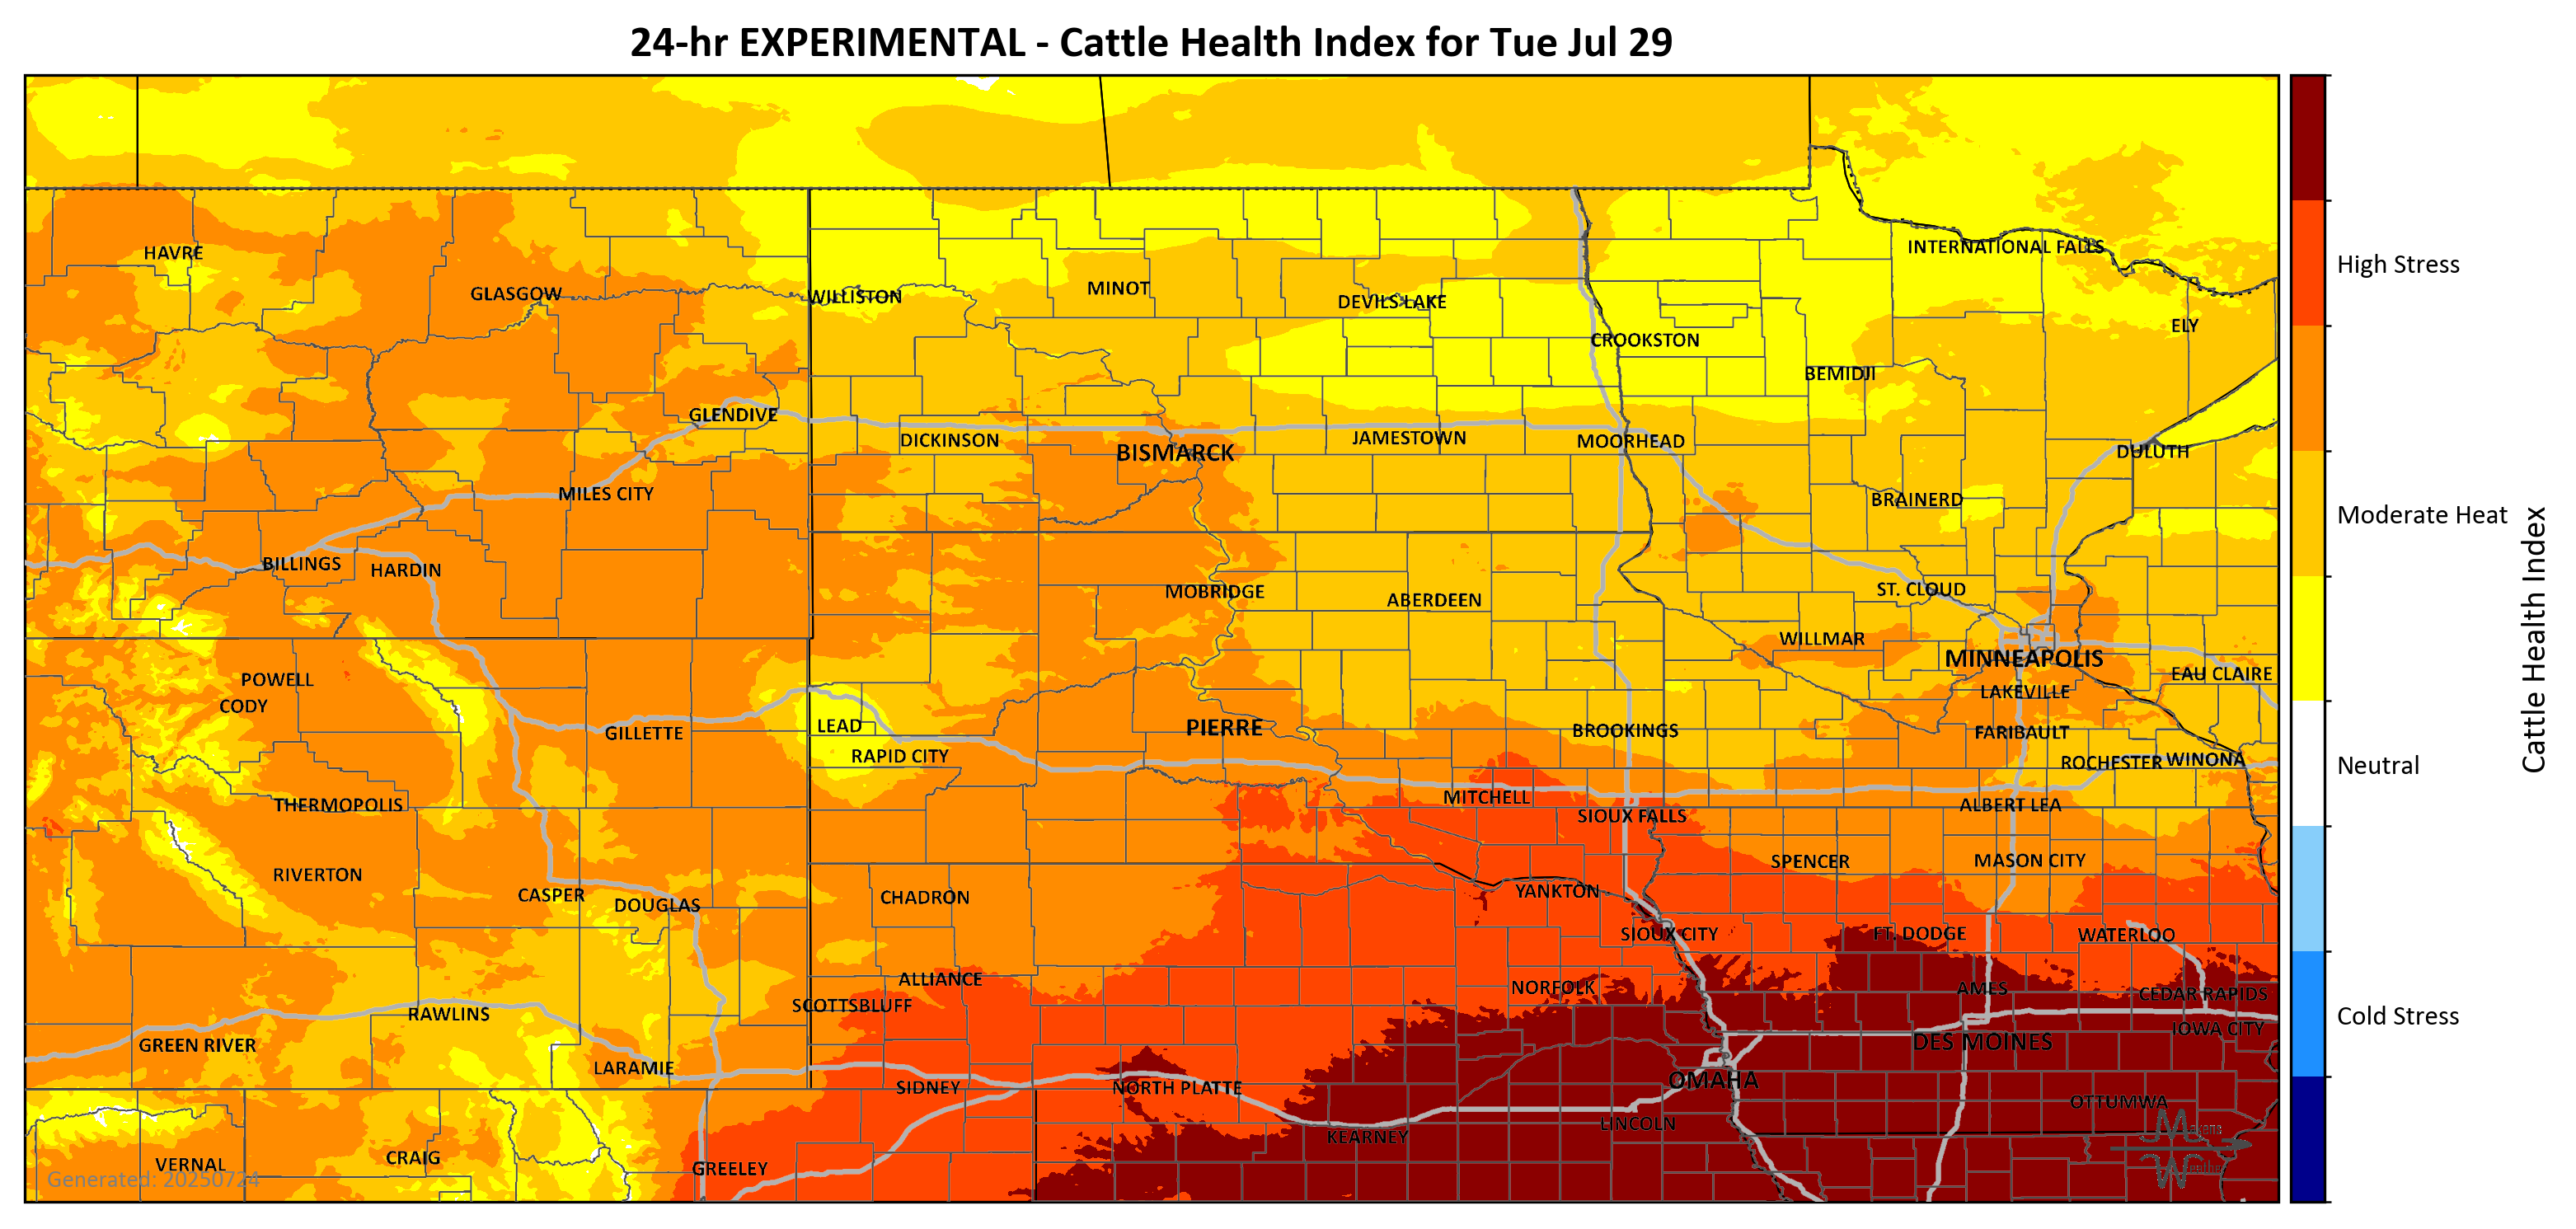 24-hr EXPERIMENTAL - Cattle Health Index for Tue Jul 29
HAVRE
INTERNATIONAL FALLS
GLASGOW
WILLISTON
MINOT
DEVILS LAKE
ELY
CROOKSTON
BEMIDJI
GLENDIVE
DICKINSON
BISMARCK
JAMESTOWN
MOORHEAD
DULUTH
MILES CITY
BRAINERD
BILLINGS
HARDIN
MOBRIDGE
ABERDEEN
ST. CLOUD
WILLMAR
MINNEAPOLIS
POWELL
EAU CLAIRE
CODY
LAKEVILLE
GILLETTE
LEAD
PIERRE
BROOKINGS
FARIBAULT
RAPID CITY
ROCHESTER
WINONA
THERMOPOLIS
MITCHELL
ALBERT LEA
SIOUX FALLS
RIVERTON
SPENCER
MASON CITY
CASPER
DOUGLAS
CHADRON
YANKTON
SIOUX CITY
FT. DODGE
WATERLOO
ALLIANCE
NORFOLK
AMES
CEDAR RAPIDS
SCOTTSBLUFF
RAWLINS
IOWA CITY
GREEN RIVER
DES MOINES
LARAMIE
SIDNEY
NORTH PLATTE
OMAHA
OTTUMWA
LINCOLN
KEARNEY
VERNAL
CRAIG
GREELEY
Generated: 20250724
High Stress
Moderate Heat
Neutral
Cold Stress
Cattle Health Index